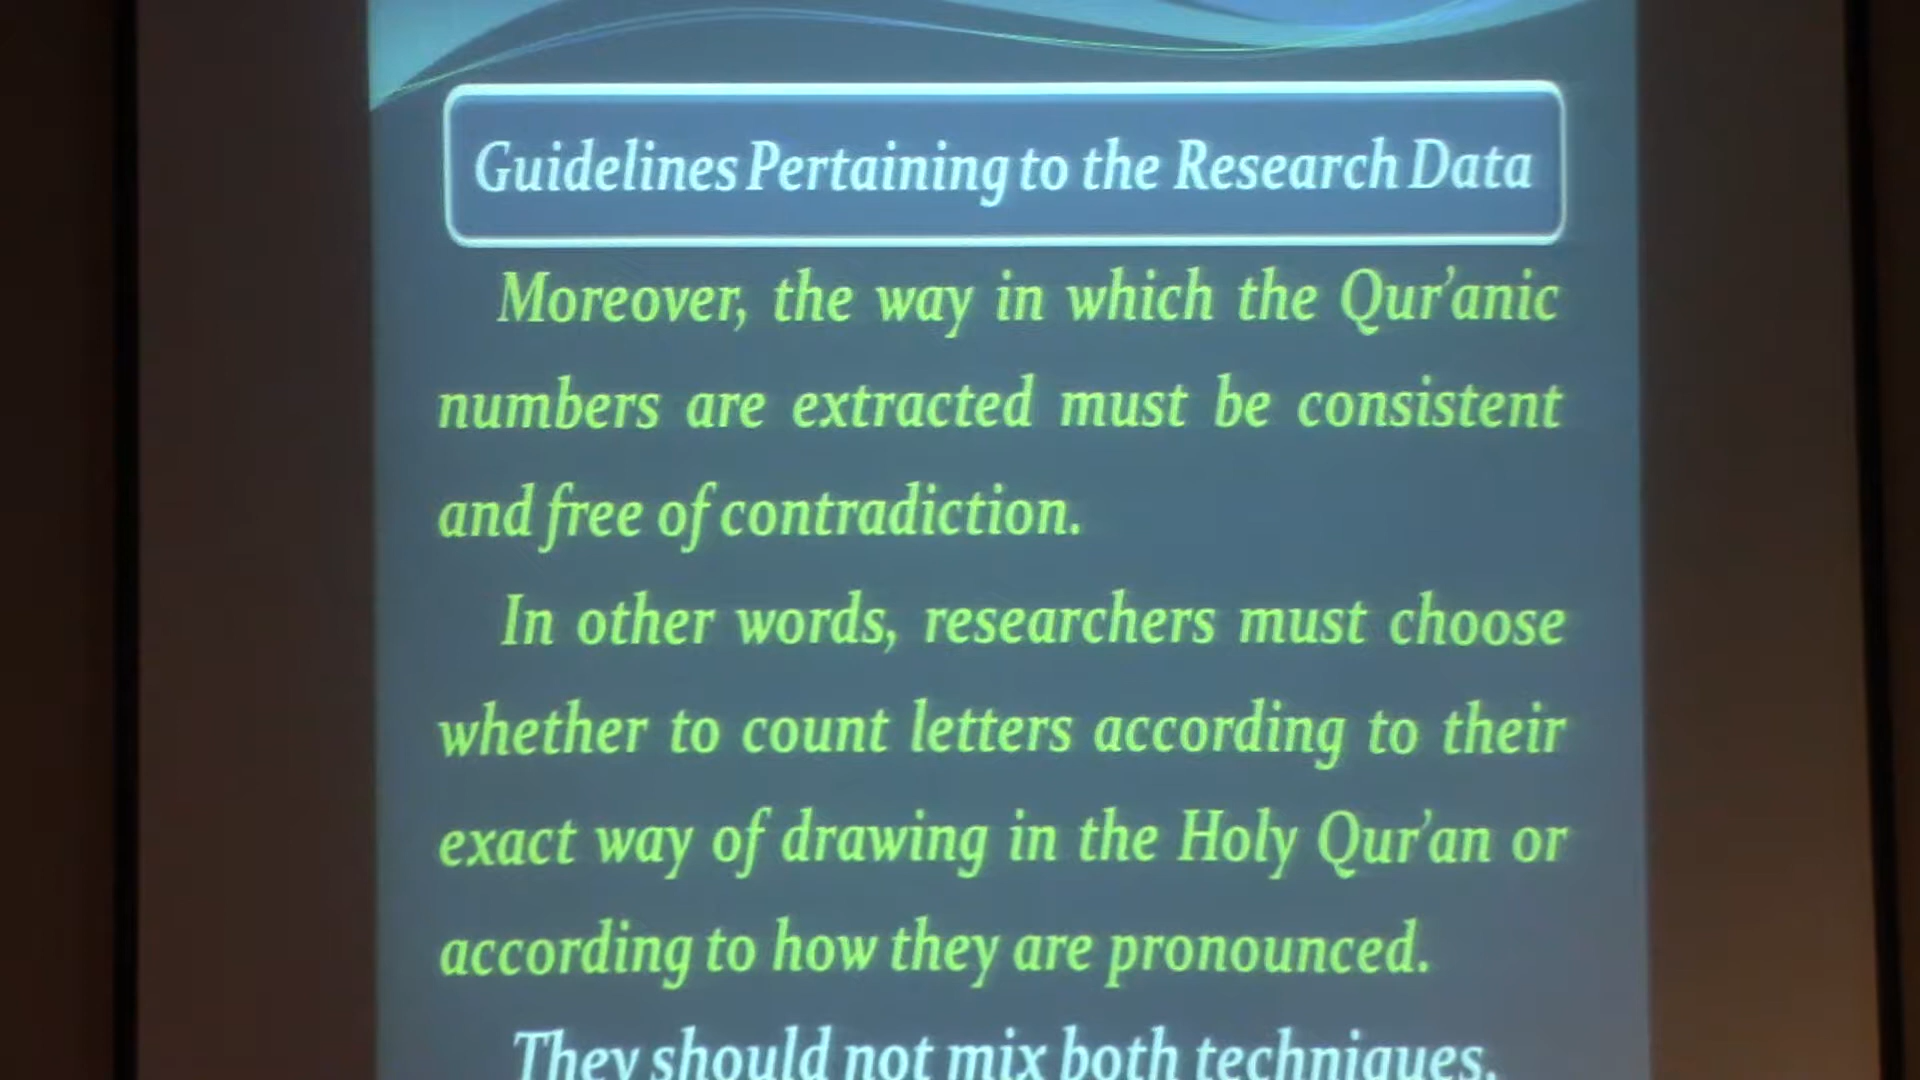 Guidelines Pertaining to the Research Data
Moreover, the way in which the Qur'anic
numbers are extracted must be consistent
and free of contradiction.
In other words, researchers must choose
whether to count letters according to their
exact way of drawing in the Holy Qur'an or
according to how they are pronounced.
They should not mix both techniques.